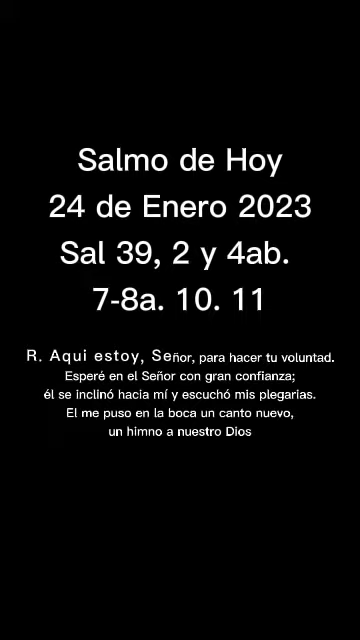 Salmo de Hoy
24 de Enero 2023
Sal 39, 2 y 4ab.
7-8a. 10. 11
R. Aqui estoy, Señor, para hacer tu voluntad.
Esperé en el Señor con gran confianza;
él se inclinó hacia mí y escuchó mis plegarias.
El me puso en la boca un canto nuevo,
un himno a nuestro Dios